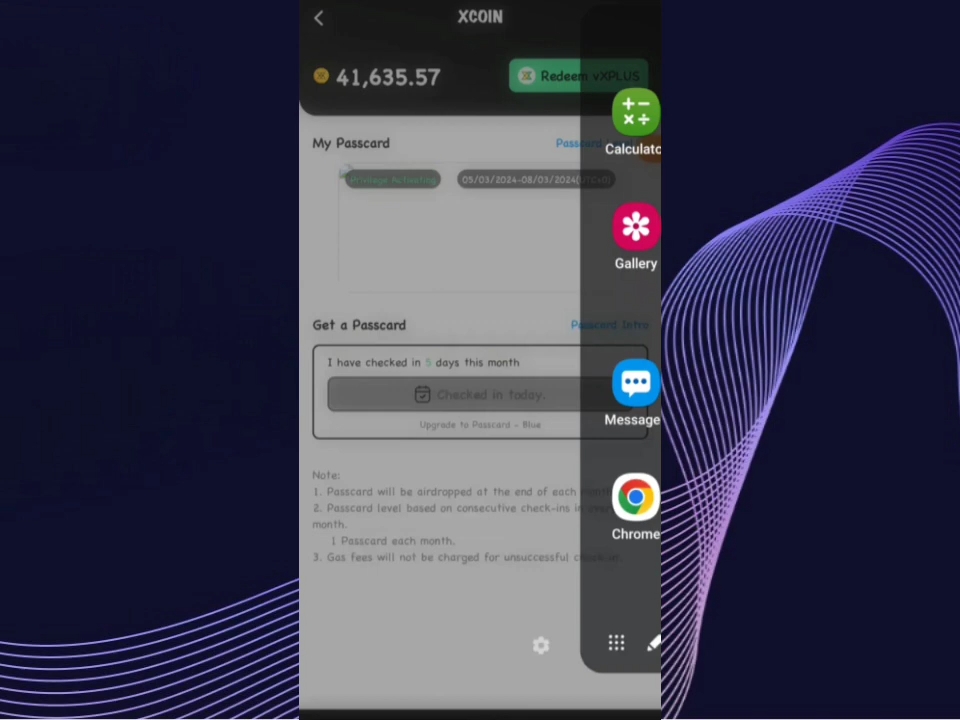 XCOIN
41,635.57
Redeem vXPLUS
My Passcard
Privilege Activating
05/03/2024-08/03/2024(UTC+0)
Calculato
Gallery
Get a Passcard
Passcard Intro
I have checked in 5 days this month
Checked in today.
Upgrade to Passcard - Blue
Message
Note:
1. Passcard will be airdropped at the end of each month.
2. Passcard level based on consecutive check-ins in every
month.
1 Passcard each month.
3. Gas fees will not be charged for unsuccessful check-in.
Chrome